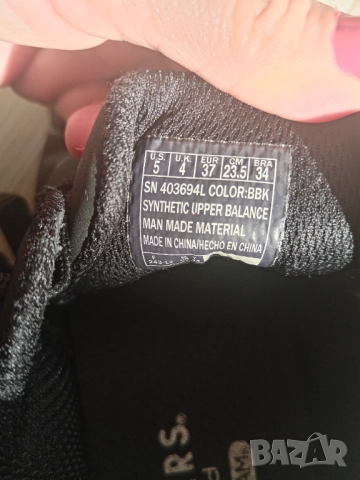 U.S. U.K. EUR CM BRA
5 4 37 23.5 34
SN 403694L COLOR:BBK
SYNTHETIC UPPER BALANCE
MAN MADE MATERIAL
MADE IN CHINA/HECHO EN CHINA
RS.
BAZAR